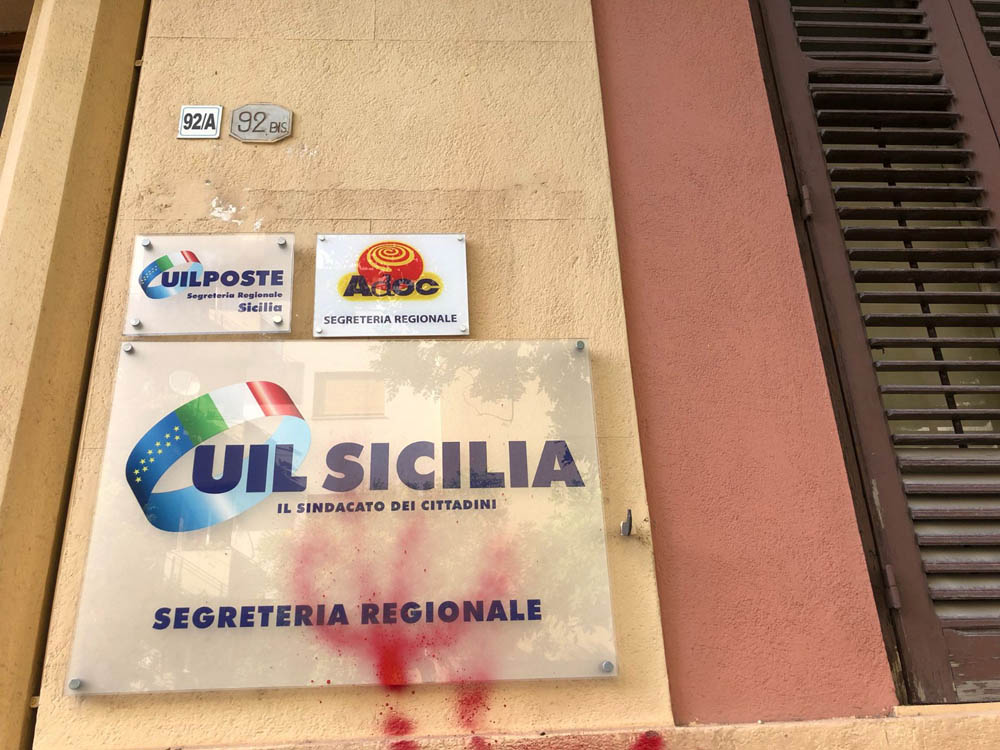 92/A
92 BIS.
UILPOSTE
Segreteria Regionale
Sicilia
Adoc
SEGRETERIA REGIONALE
UIL SICILIA
IL SINDACATO DEI CITTADINI
SEGRETERIA REGIONALE